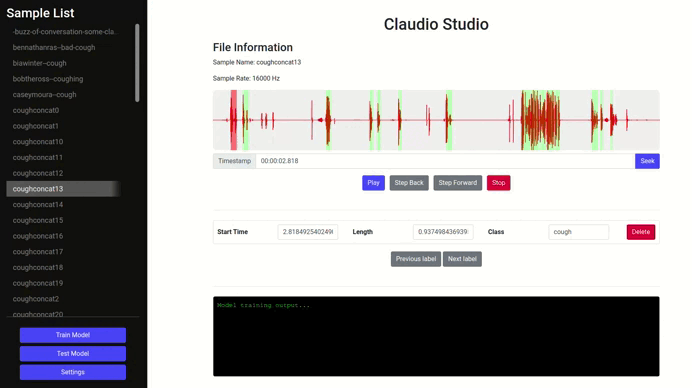 Sample List
-buzz-of-conversation-some-cla.
bennathanras--bad-cough
biawinter--cough
bobtheross--coughing
caseymoura--cough
coughconcat0
coughconcat1
coughconcat10
coughconcat11
coughconcat12
coughconcat13
coughconcat14
coughconcat15
coughconcat16
coughconcat17
coughconcat18
coughconcat19
coughconcat2
coughconcat20
Train Model
Test Model
Settings
Claudio Studio
File Information
Sample Name: coughconcat13
Sample Rate: 16000 Hz
Timestamp 00:00:02.818 Seek
Play Step Back Step Forward Stop
Start Time 2.818492540249 Length 0.937498436939 Class cough Delete
Previous label Next label
Model training output...